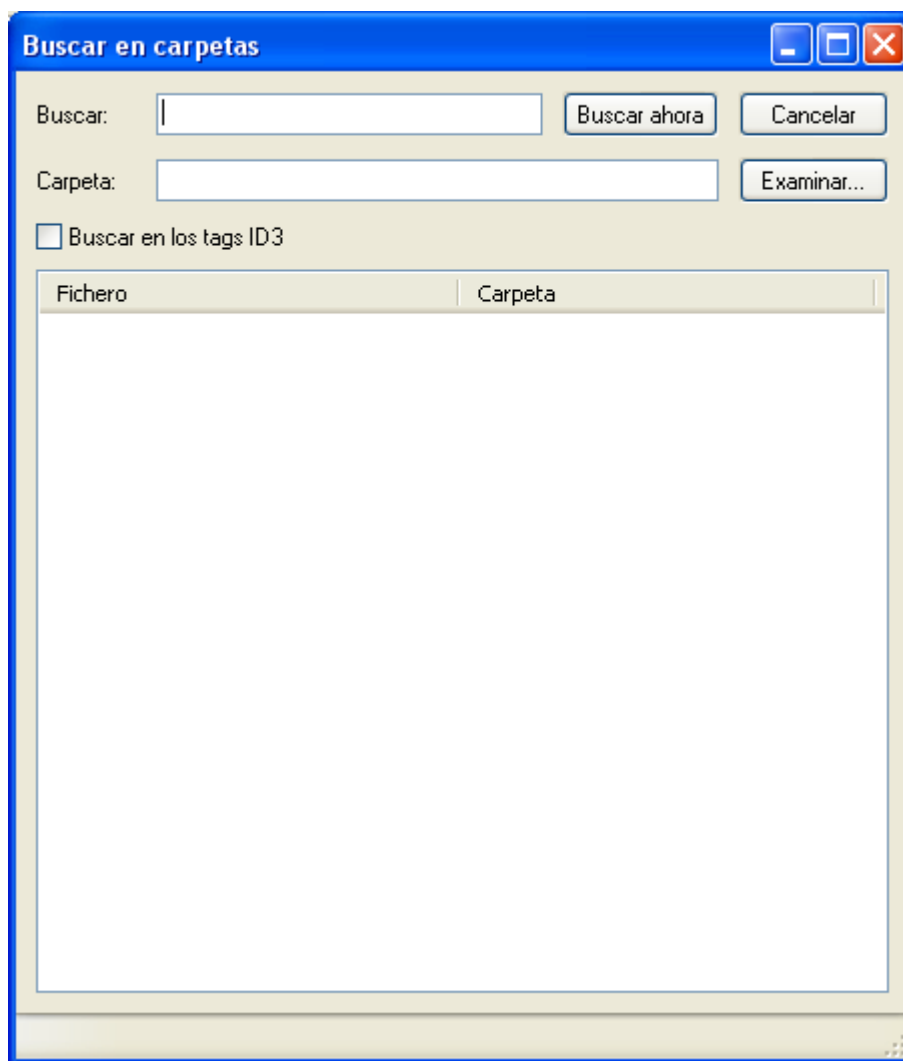 Buscar en carpetas
Buscar: Buscar ahora Cancelar
Carpeta: Examinar...
Buscar en los tags ID3
Fichero Carpeta